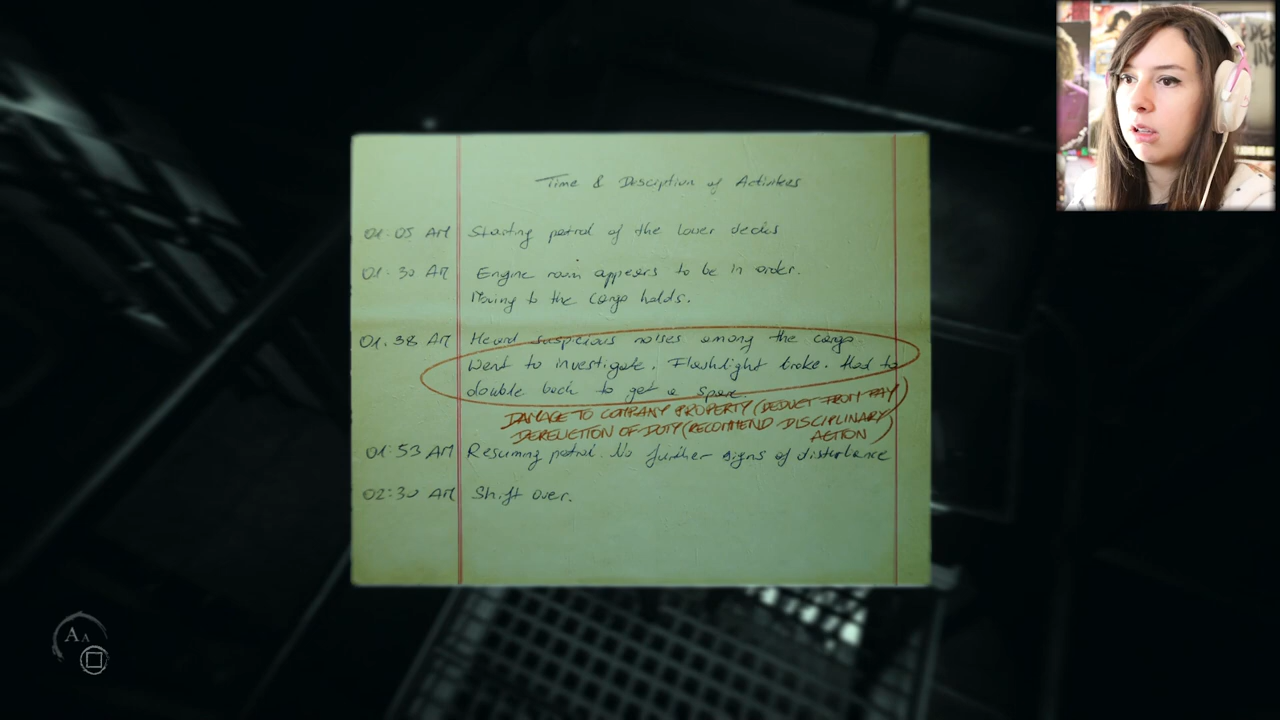 Time & Desciption of Activities
01:05 AM Starting patrol of the lower decks
01:30 AM Engine room appears to be in order.
Moving to the cargo holds.
01:38 AM Heard suspicious noises among the cargo.
Went to investigate. Flashlight broke. Had to
double back to get a spare.
DAMAGE TO COMPANY PROPERTY (DEDUCT FROM PAY)
DERELICTION OF DUTY (RECOMMEND DISCIPLINARY
ACTION)
01:53 AM Resuming patrol. No further signs of disturbance
02:30 AM Shift over.
AA